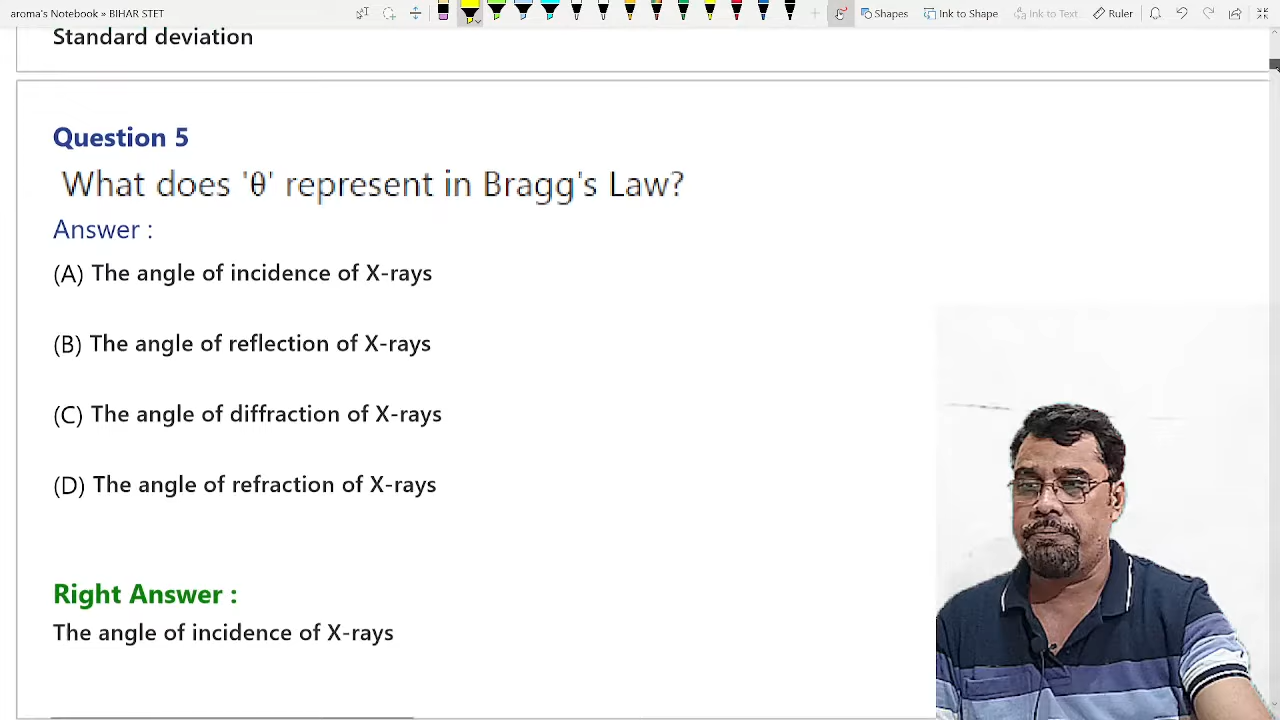 aroma's Notebook » BIHAR STET
Shapes
Ink to Shape
Ink to Text
Ruler
Standard deviation
Question 5
What does 'θ' represent in Bragg's Law?
Answer :
(A) The angle of incidence of X-rays
(B) The angle of reflection of X-rays
(C) The angle of diffraction of X-rays
(D) The angle of refraction of X-rays
Right Answer :
The angle of incidence of X-rays